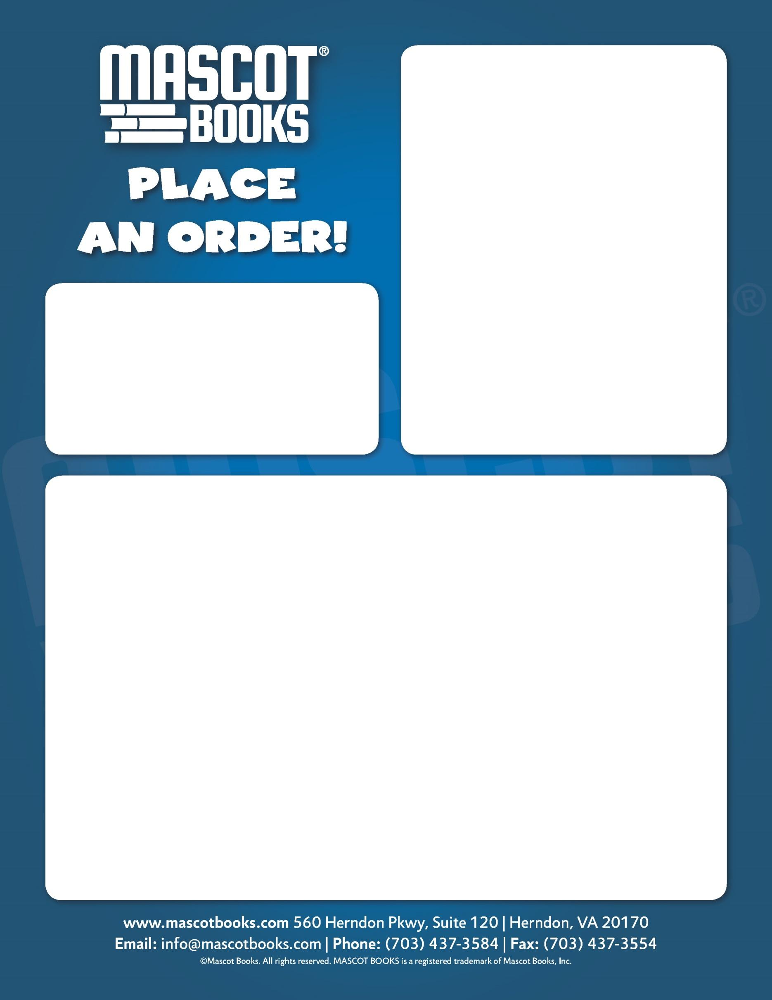 MASCOT®
BOOKS
PLACE
AN ORDER!
®
www.mascotbooks.com 560 Herndon Pkwy, Suite 120 | Herndon, VA 20170
Email: info@mascotbooks.com | Phone: (703) 437-3584 | Fax: (703) 437-3554
©Mascot Books. All rights reserved. MASCOT BOOKS is a registered trademark of Mascot Books, Inc.